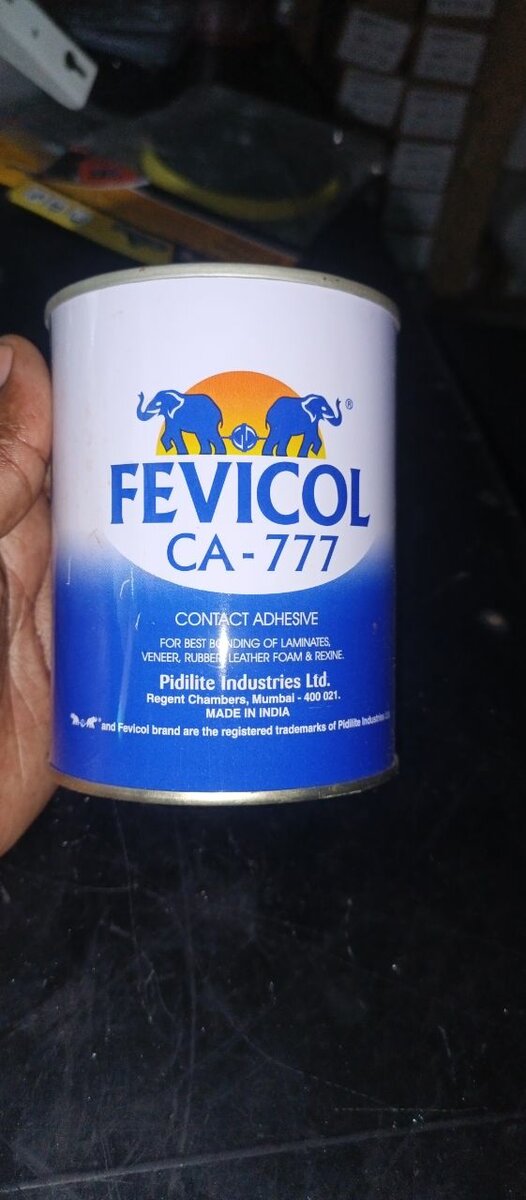 ®
FEVICOL
CA-777
CONTACT ADHESIVE
FOR BEST BONDING OF LAMINATES,
VENEER, RUBBER, LEATHER FOAM & REXINE.
Pidilite Industries Ltd.
Regent Chambers, Mumbai - 400 021.
MADE IN INDIA
and Fevicol brand are the registered trademarks of Pidilite Industries